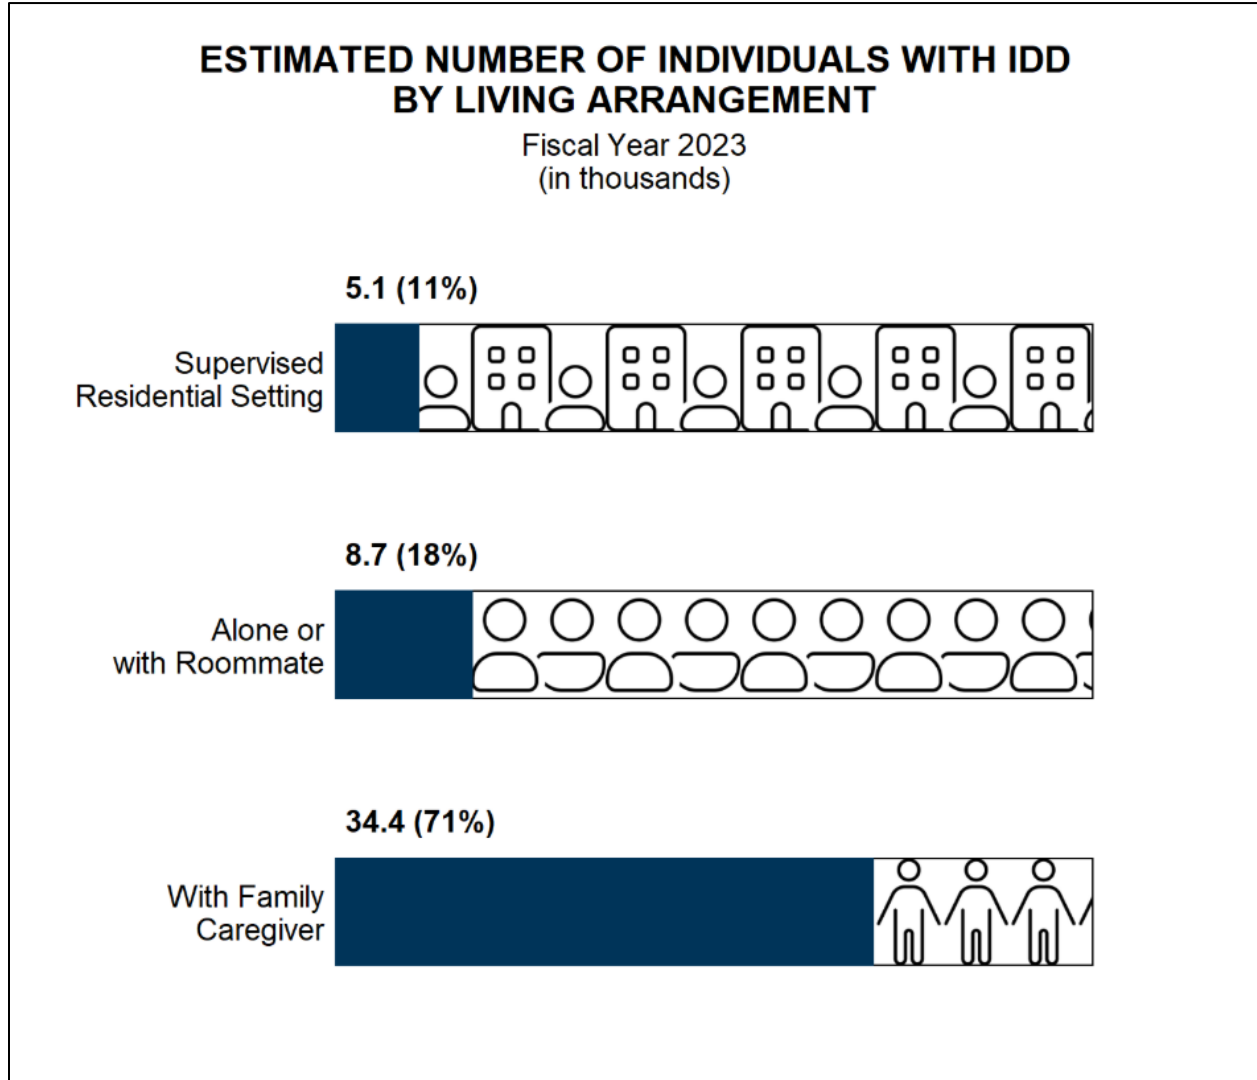 ESTIMATED NUMBER OF INDIVIDUALS WITH IDD
BY LIVING ARRANGEMENT
Fiscal Year 2023
(in thousands)
5.1 (11%)
Supervised
Residential Setting
8.7 (18%)
Alone or
with Roommate
34.4 (71%)
With Family
Caregiver